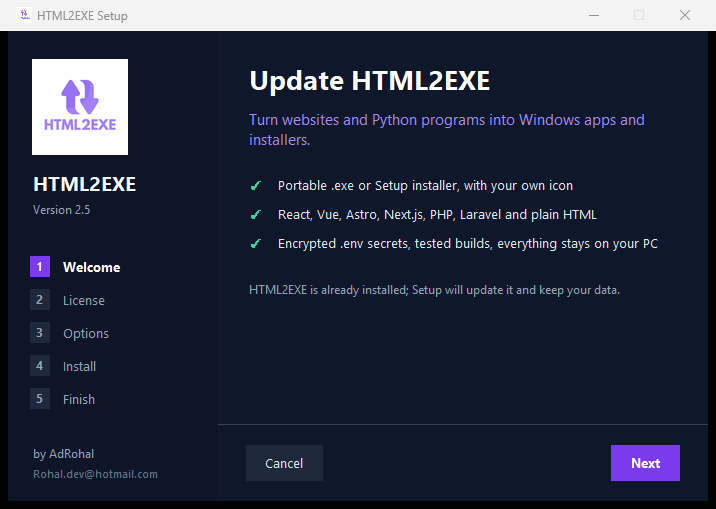 HTML2EXE Setup
HTML2EXE
HTML2EXE
Version 2.5
1 Welcome
2 License
3 Options
4 Install
5 Finish
by AdRohal
Rohal.dev@hotmail.com
Update HTML2EXE
Turn websites and Python programs into Windows apps and
installers.
✔ Portable .exe or Setup installer, with your own icon
✔ React, Vue, Astro, Next.js, PHP, Laravel and plain HTML
✔ Encrypted .env secrets, tested builds, everything stays on your PC
HTML2EXE is already installed; Setup will update it and keep your data.
Cancel
Next